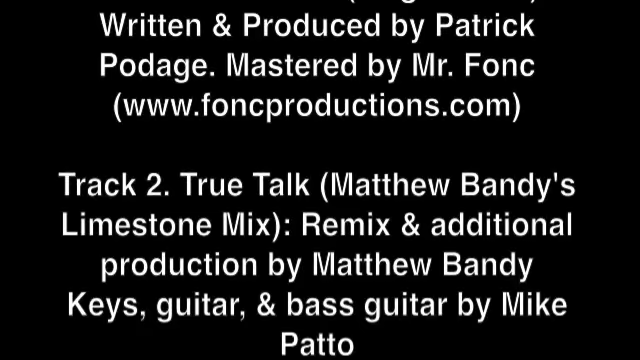 Written & Produced by Patrick
Podage. Mastered by Mr. Fonc
(www.foncproductions.com)
Track 2. True Talk (Matthew Bandy's
Limestone Mix): Remix & additional
production by Matthew Bandy
Keys, guitar, & bass guitar by Mike
Patto